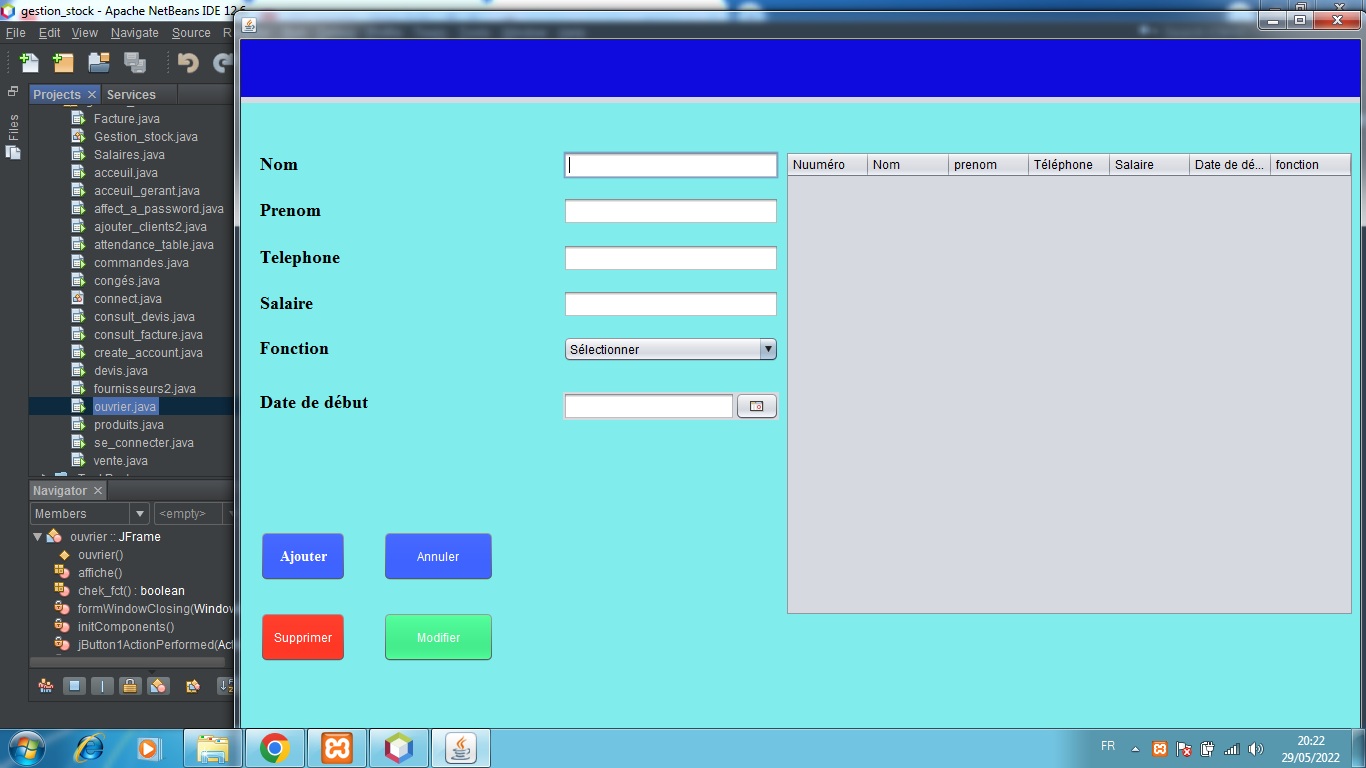 gestion_stock - Apache NetBeans IDE 12.6
File Edit View Navigate Source R
Projects Services
Files
Facture.java
Gestion_stock.java
Salaires.java
acceuil.java
acceuil_gerant.java
affect_a_password.java
ajouter_clients2.java
attendance_table.java
commandes.java
congés.java
connect.java
consult_devis.java
consult_facture.java
create_account.java
devis.java
fournisseurs2.java
ouvrier.java
produits.java
se_connecter.java
vente.java
Navigator
Members <empty>
ouvrier :: JFrame
ouvrier()
affiche()
chek_fct() : boolean
formWindowClosing(Window
initComponents()
jButton1ActionPerformed(Act
Nom
Prenom
Telephone
Salaire
Fonction Sélectionner
Date de début
Nuuméro Nom prenom Téléphone Salaire Date de dé... fonction
Ajouter Annuler
Supprimer Modifier
FR
20:22
29/05/2022